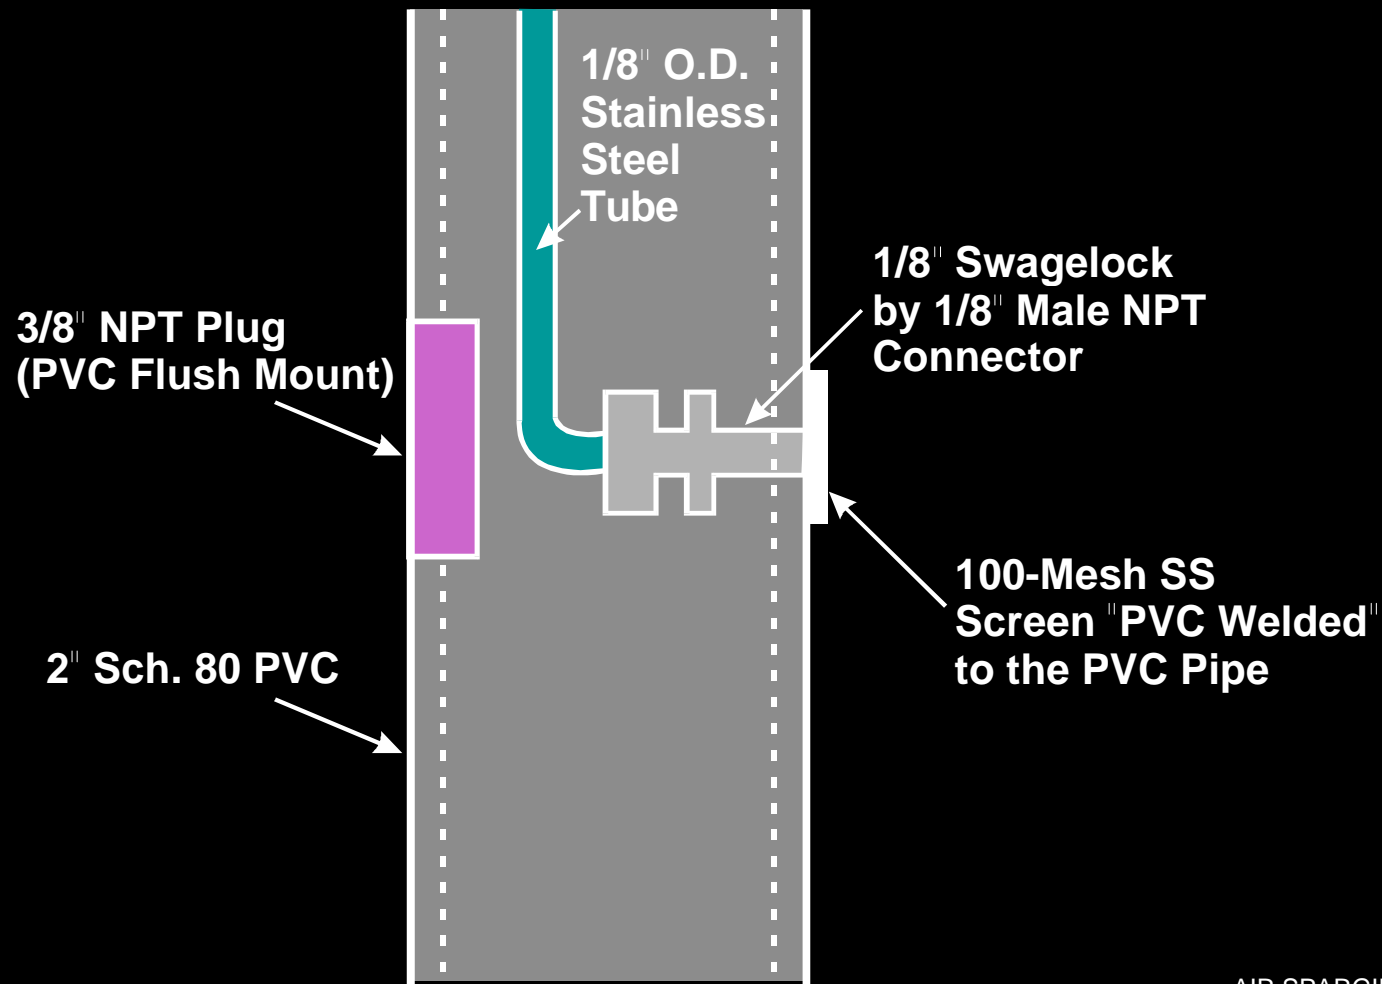 1/8" O.D.
Stainless
Steel
Tube
1/8" Swagelock
by 1/8" Male NPT
Connector
3/8" NPT Plug
(PVC Flush Mount)
100-Mesh SS
Screen "PVC Welded"
to the PVC Pipe
2" Sch. 80 PVC
AIR